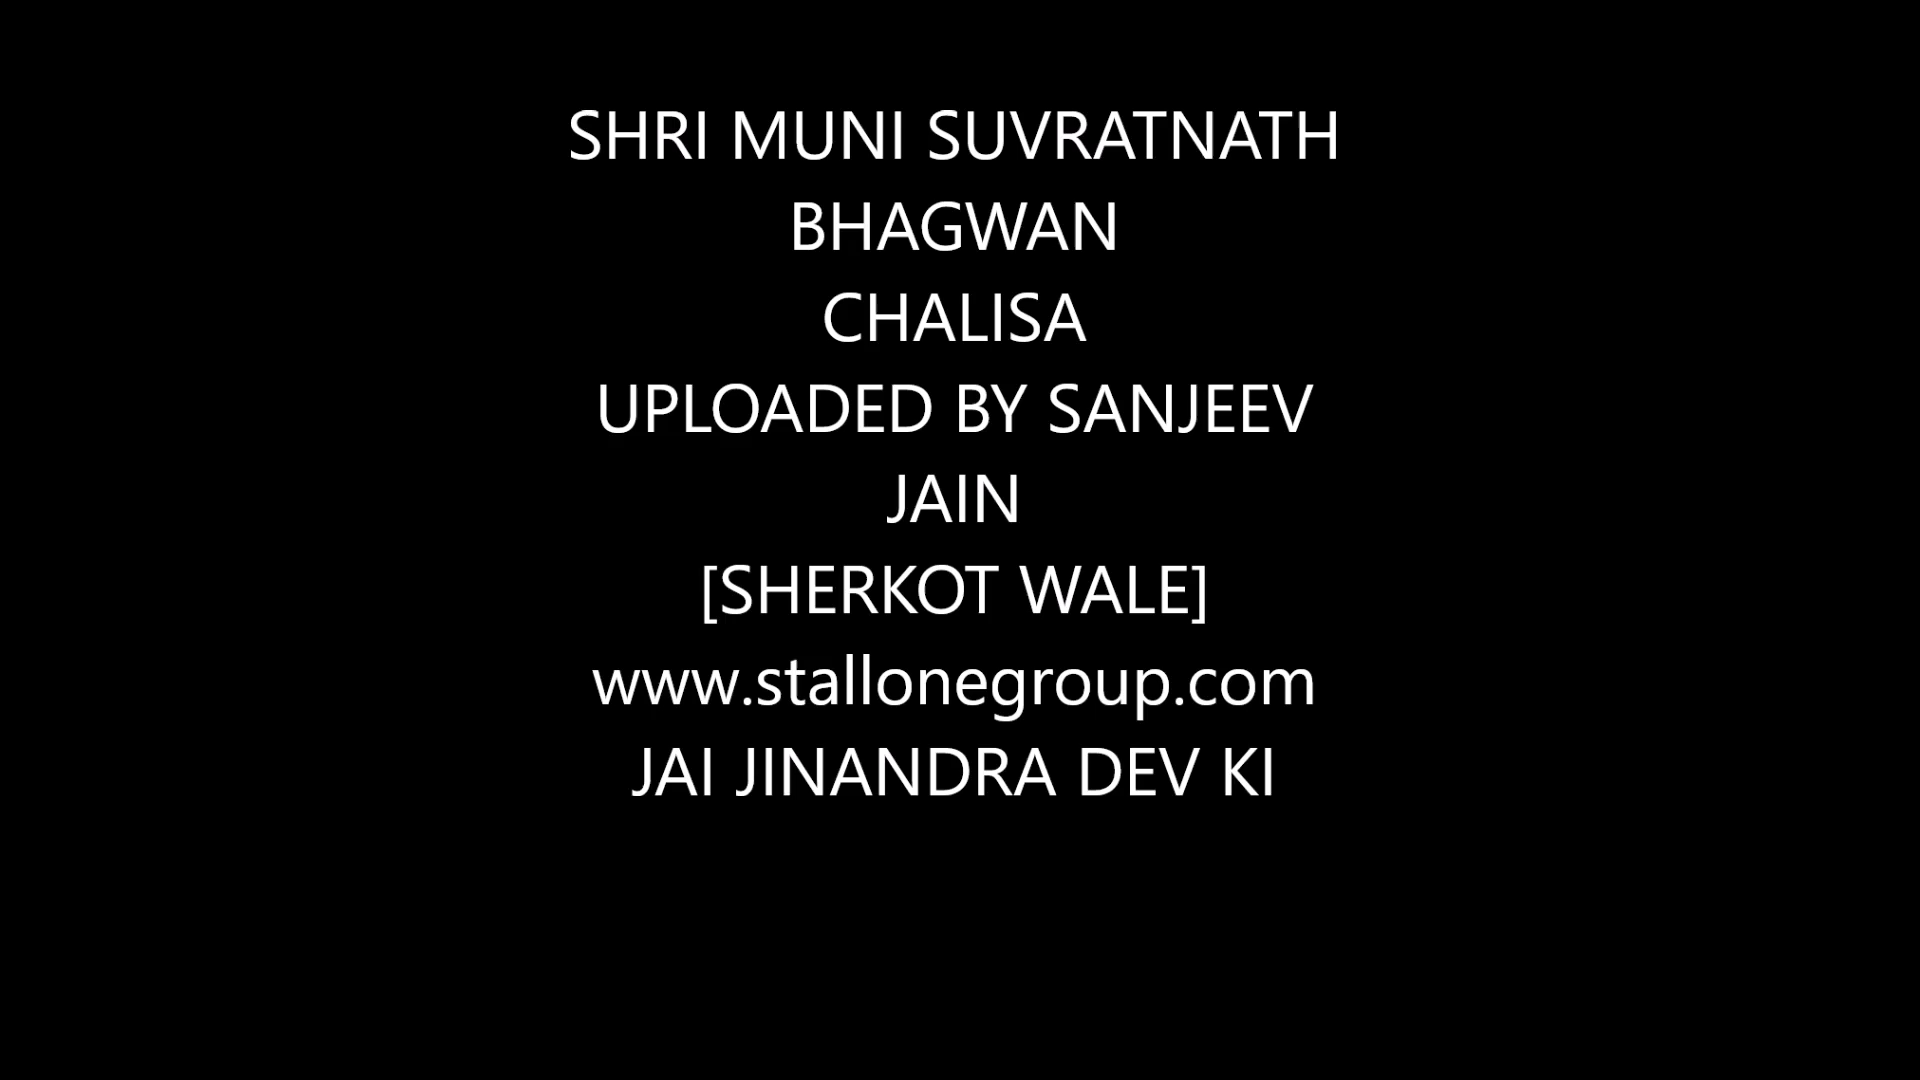 SHRI MUNI SUVRATNATH
BHAGWAN
CHALISA
UPLOADED BY SANJEEV
JAIN
[SHERKOT WALE]
www.stallonegroup.com
JAI JINANDRA DEV KI